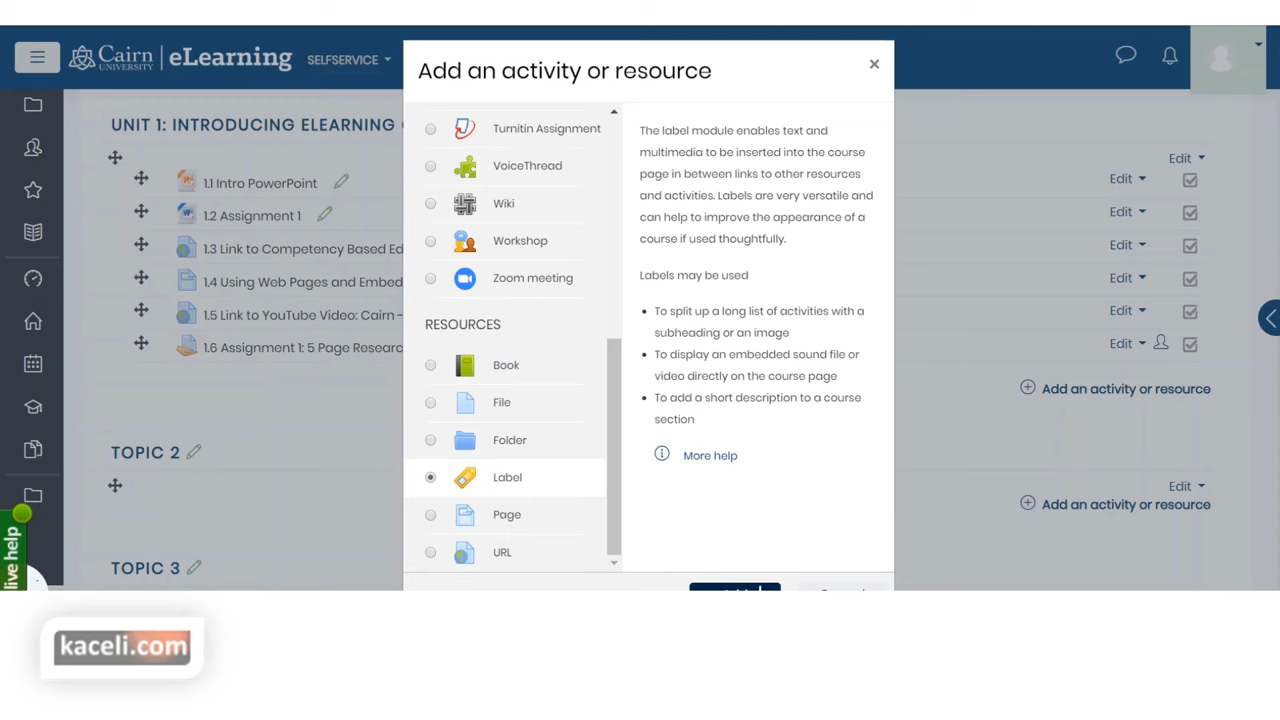 Cairn UNIVERSITY eLearning
SELFSERVICE
Add an activity or resource
×
UNIT 1: INTRODUCING ELEARNING
Edit
1.1 Intro PowerPoint
Edit
1.2 Assignment 1
Edit
1.3 Link to Competency Based Ed
Edit
1.4 Using Web Pages and Embed
Edit
1.5 Link to YouTube Video: Cairn -
Edit
1.6 Assignment 1: 5 Page Researc
Edit
Add an activity or resource
TOPIC 2
Edit
Add an activity or resource
TOPIC 3
Turnitin Assignment
VoiceThread
Wiki
Workshop
Zoom meeting
RESOURCES
Book
File
Folder
Label
Page
URL
The label module enables text and
multimedia to be inserted into the course
page in between links to other resources
and activities. Labels are very versatile and
can help to improve the appearance of a
course if used thoughtfully.
Labels may be used
• To split up a long list of activities with a
subheading or an image
• To display an embedded sound file or
video directly on the course page
• To add a short description to a course
section
More help
live help
kaceli.com